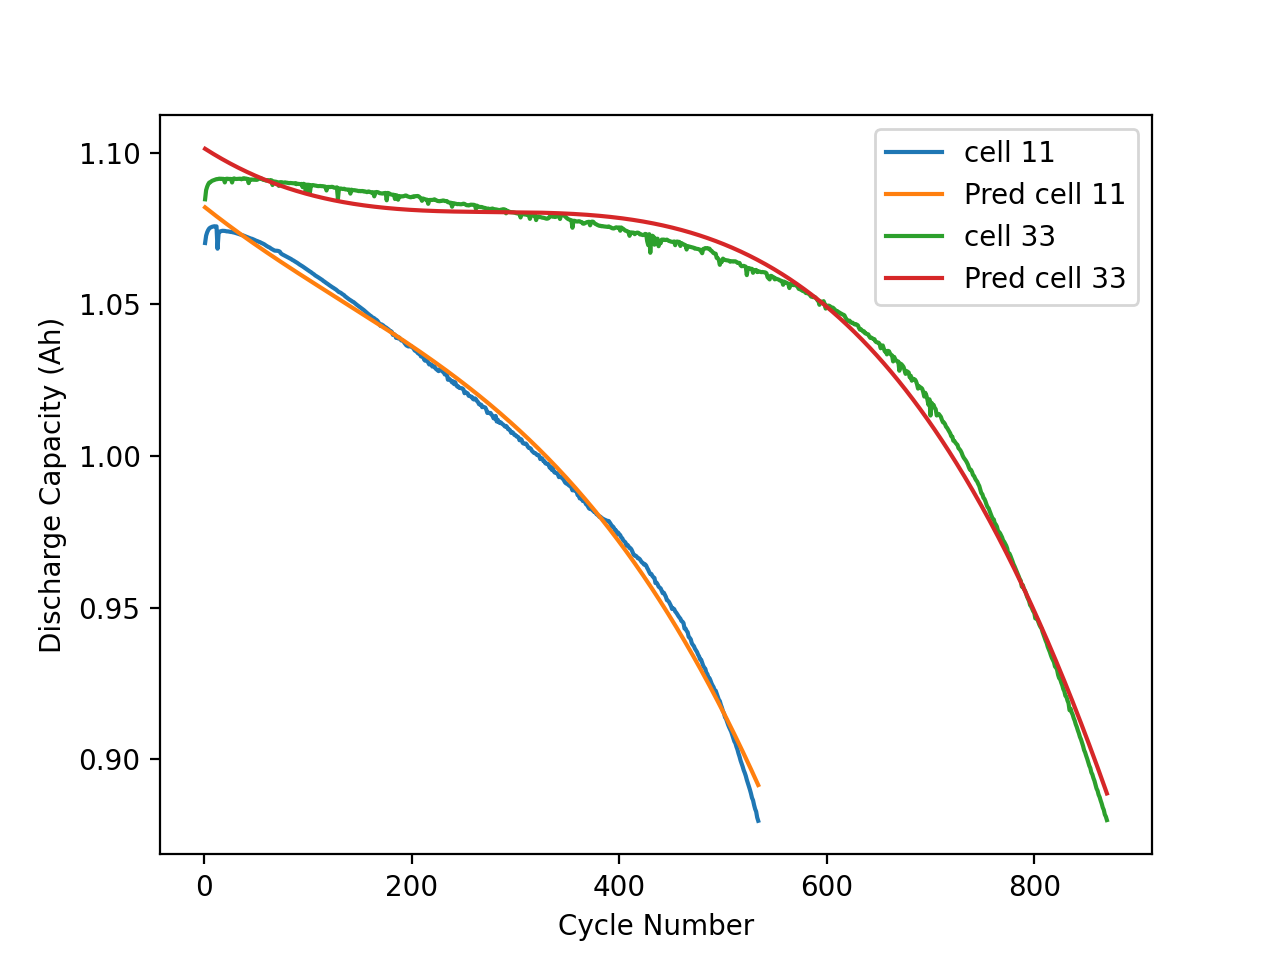 1.10
1.05
1.00
0.95
0.90
Discharge Capacity (Ah)
cell 11
Pred cell 11
cell 33
Pred cell 33
0 200 400 600 800
Cycle Number